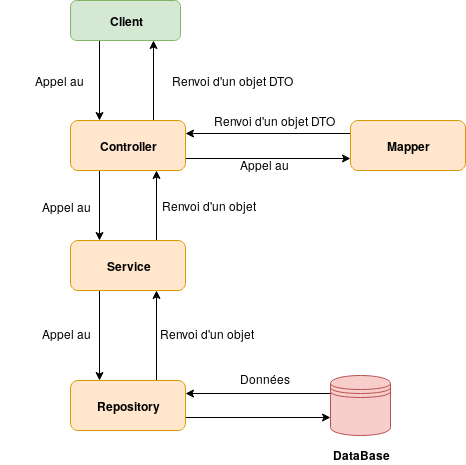 Client
Appel au
Renvoi d'un objet DTO
Renvoi d'un objet DTO
Controller
Mapper
Appel au
Appel au
Renvoi d'un objet
Service
Appel au
Renvoi d'un objet
Données
Repository
DataBase